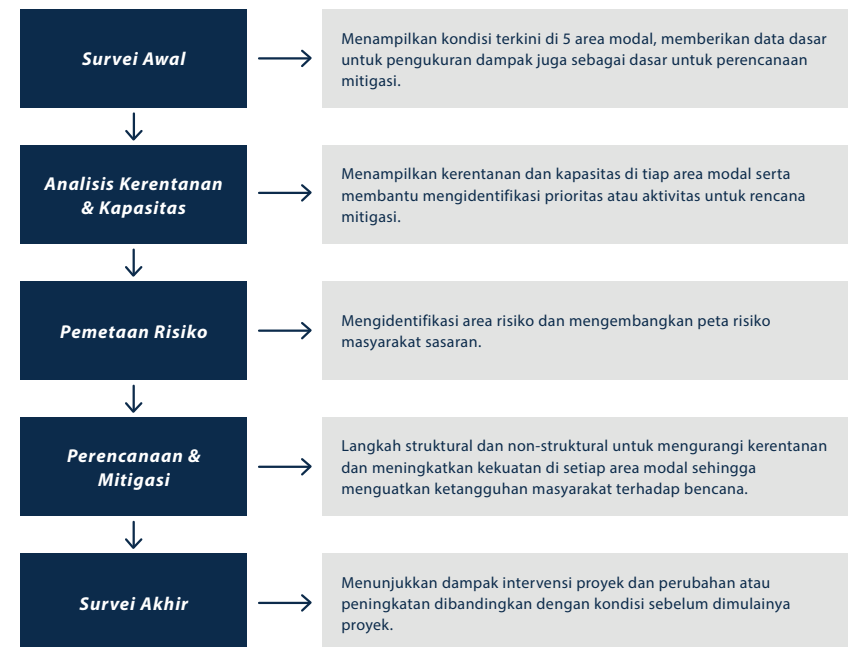 Survei Awal
Menampilkan kondisi terkini di 5 area modal, memberikan data dasar
untuk pengukuran dampak juga sebagai dasar untuk perencanaan
mitigasi.
Analisis Kerentanan
& Kapasitas
Menampilkan kerentanan dan kapasitas di tiap area modal serta
membantu mengidentifikasi prioritas atau aktivitas untuk rencana
mitigasi.
Pemetaan Risiko
Mengidentifikasi area risiko dan mengembangkan peta risiko
masyarakat sasaran.
Perencanaan &
Mitigasi
Langkah struktural dan non-struktural untuk mengurangi kerentanan
dan meningkatkan kekuatan di setiap area modal sehingga
menguatkan ketangguhan masyarakat terhadap bencana.
Survei Akhir
Menunjukkan dampak intervensi proyek dan perubahan atau
peningkatan dibandingkan dengan kondisi sebelum dimulainya
proyek.